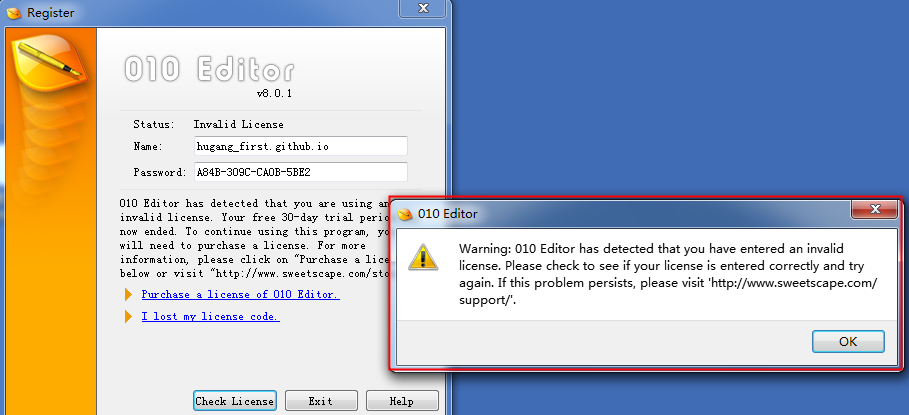 Register
010 Editor
v8.0.1
Status: Invalid License
Name: hugang_first.github.io
Password: A84B-309C-CA0B-5BE2
010 Editor has detected that you are using an
invalid license. Your free 30-day trial
now ended. To continue using this program,
will need to purchase a license. For more
information, please click on "Purchase a
below or visit "http://www.sweetscape.com/
Purchase a license of 010 Editor.
I lost my license code.
Check License
Exit
Help
010 Editor
Warning: 010 Editor has detected that you have entered an invalid
license. Please check to see if your license is entered correctly and try
again. If this problem persists, please visit 'http://www.sweetscape.com/
support/'.
OK